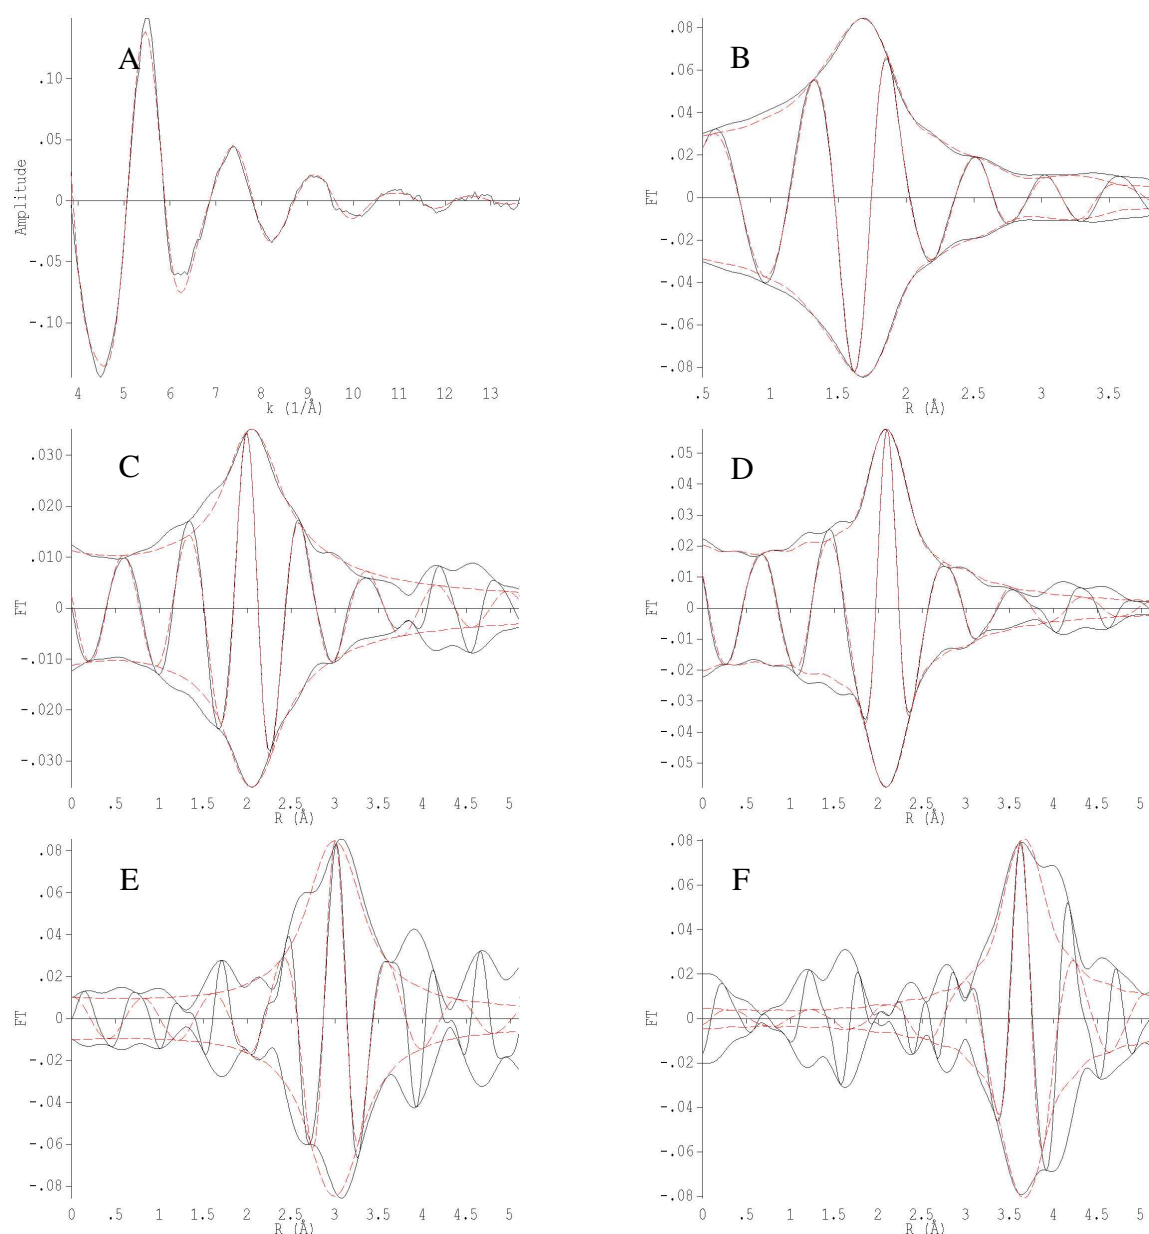 A
.10
.05
0
-.05
-.10
Amplitude
4 5 6 7 8 9 10 11 12 13
k (1/Å)
B
.08
.06
.04
.02
0
-.02
-.04
-.06
-.08
FT
.5 1 1.5 2 2.5 3 3.5
R (Å)
C
.030
.020
.010
0
-.010
-.020
-.030
FT
0 .5 1 1.5 2 2.5 3 3.5 4 4.5 5
R (Å)
D
.05
.04
.03
.02
.01
0
-.01
-.02
-.03
-.04
-.05
FT
0 .5 1 1.5 2 2.5 3 3.5 4 4.5 5
R (Å)
E
.08
.06
.04
.02
0
-.02
-.04
-.06
-.08
FT
0 .5 1 1.5 2 2.5 3 3.5 4 4.5 5
R (Å)
F
.08
.06
.04
.02
0
-.02
-.04
-.06
-.08
FT
0 .5 1 1.5 2 2.5 3 3.5 4 4.5 5
R (Å)